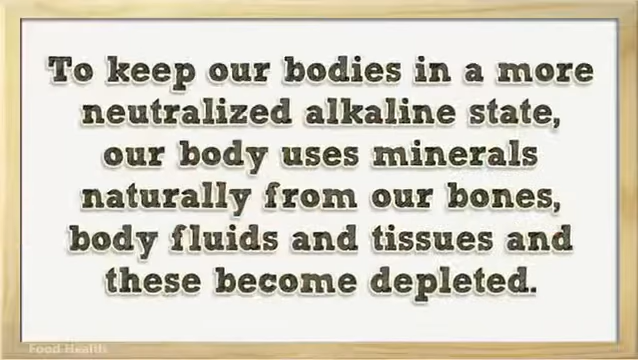 To keep our bodies in a more
neutralized alkaline state,
our body uses minerals
naturally from our bones,
body fluids and tissues and
these become depleted.
Food Health